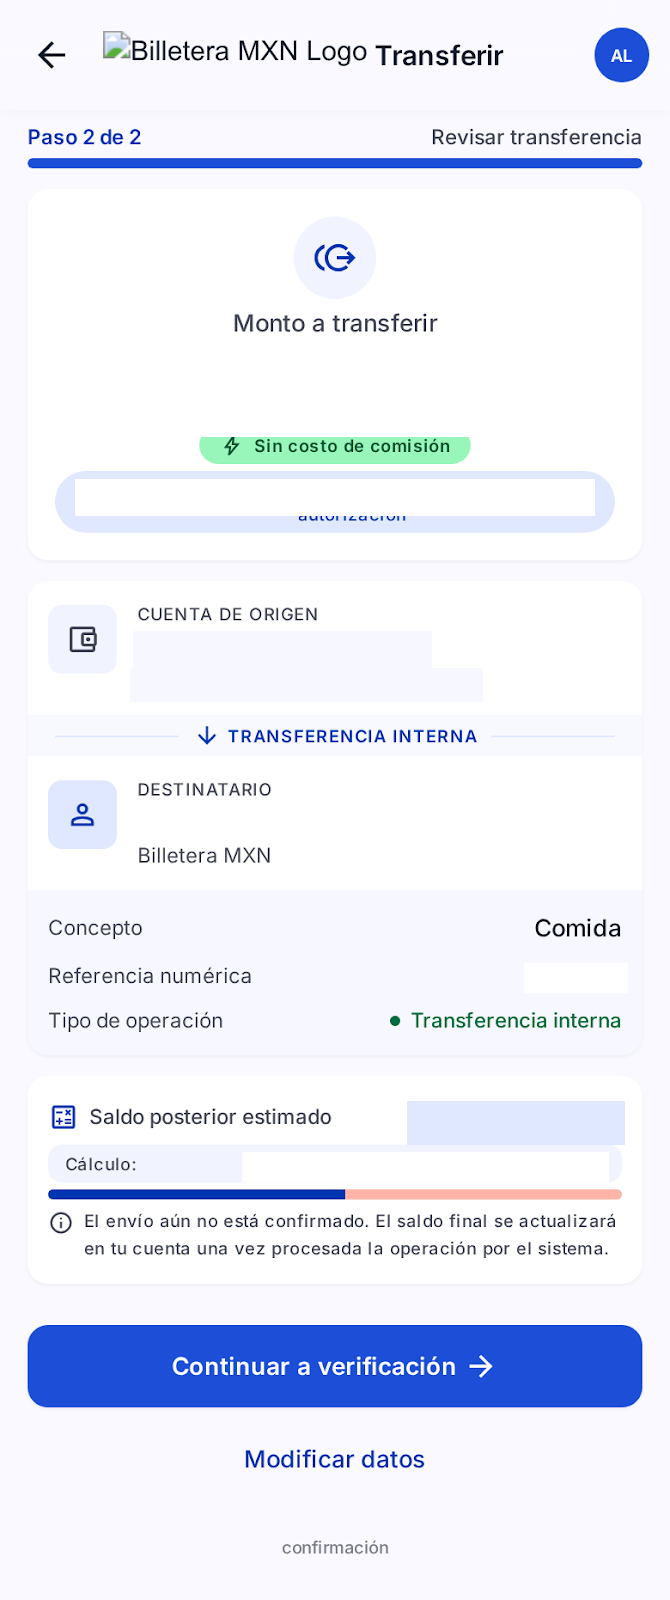 Billetera MXN Logo Transferir
AL
Paso 2 de 2
Revisar transferencia
Monto a transferir
Sin costo de comisión
autorización
CUENTA DE ORIGEN
TRANSFERENCIA INTERNA
DESTINATARIO
Billetera MXN
Concepto
Comida
Referencia numérica
Tipo de operación
Transferencia interna
Saldo posterior estimado
Cálculo:
El envío aún no está confirmado. El saldo final se actualizará
en tu cuenta una vez procesada la operación por el sistema.
Continuar a verificación
Modificar datos
confirmación